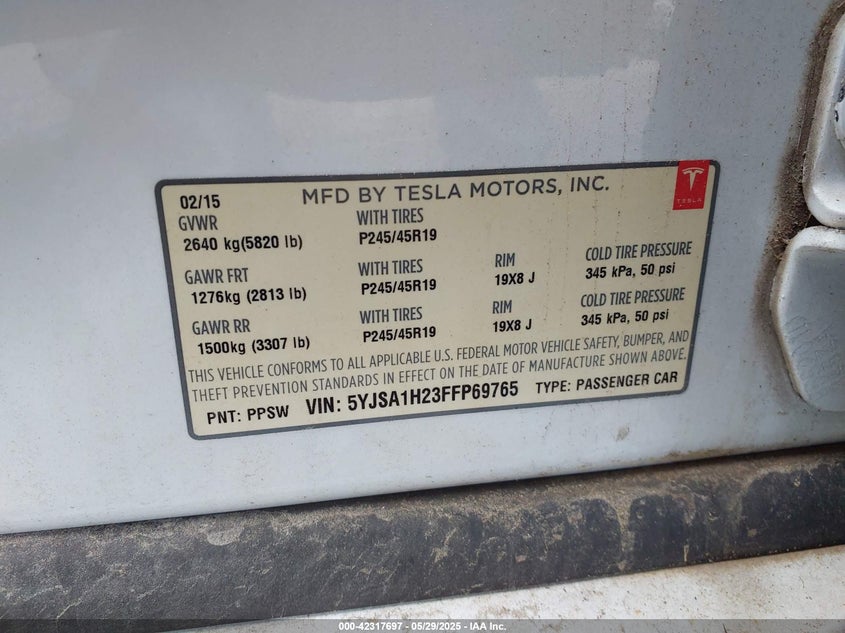 02/15 MFD BY TESLA MOTORS, INC. TESLA
GVWR WITH TIRES
2640 kg(5820 lb) P245/45R19
GAWR FRT WITH TIRES RIM COLD TIRE PRESSURE
1276kg (2813 lb) P245/45R19 19X8 J 345 kPa, 50 psi
GAWR RR WITH TIRES RIM COLD TIRE PRESSURE
1500kg (3307 lb) P245/45R19 19X8 J 345 kPa, 50 psi
THIS VEHICLE CONFORMS TO ALL APPLICABLE U.S. FEDERAL MOTOR VEHICLE SAFETY, BUMPER, AND
THEFT PREVENTION STANDARDS IN EFFECT ON THE DATE OF MANUFACTURE SHOWN ABOVE.
PNT: PPSW VIN: 5YJSA1H23FFP69765 TYPE: PASSENGER CAR
000-42317697 - 05/29/2025 - IAA Inc.